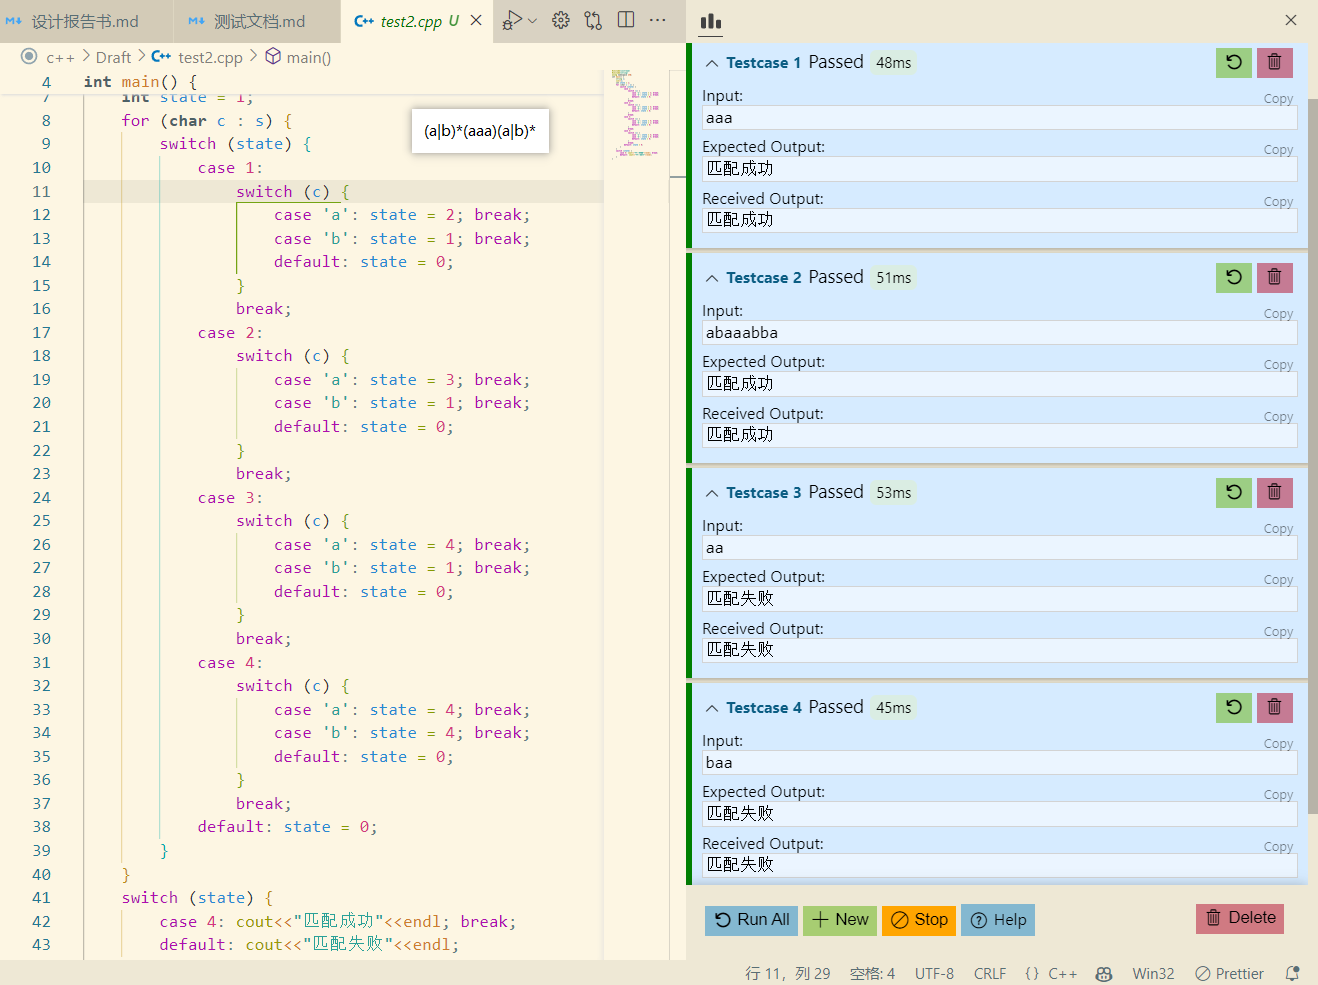 设计报告书.md
测试文档.md
test2.cpp U
c++ > Draft > test2.cpp > main()
4 int main() {
7 int state = 1;
8 for (char c : s) {
(a|b)*(aaa)(a|b)*
9 switch (state) {
10 case 1:
11 switch (c) {
12 case 'a': state = 2; break;
13 case 'b': state = 1; break;
14 default: state = 0;
15 }
16 break;
17 case 2:
18 switch (c) {
19 case 'a': state = 3; break;
20 case 'b': state = 1; break;
21 default: state = 0;
22 }
23 break;
24 case 3:
25 switch (c) {
26 case 'a': state = 4; break;
27 case 'b': state = 1; break;
28 default: state = 0;
29 }
30 break;
31 case 4:
32 switch (c) {
33 case 'a': state = 4; break;
34 case 'b': state = 4; break;
35 default: state = 0;
36 }
37 break;
38 default: state = 0;
39 }
40 }
41 switch (state) {
42 case 4: cout<<"匹配成功"<<endl; break;
43 default: cout<<"匹配失败"<<endl;
Testcase 1 Passed 48ms
Input:
Copy
aaa
Expected Output:
Copy
匹配成功
Received Output:
Copy
匹配成功
Testcase 2 Passed 51ms
Input:
Copy
abaaabba
Expected Output:
Copy
匹配成功
Received Output:
Copy
匹配成功
Testcase 3 Passed 53ms
Input:
Copy
aa
Expected Output:
Copy
匹配失败
Received Output:
Copy
匹配失败
Testcase 4 Passed 45ms
Input:
Copy
baa
Expected Output:
Copy
匹配失败
Received Output:
Copy
匹配失败
Run All New Stop Help Delete
行 11，列 29 空格: 4 UTF-8 CRLF {} C++ Win32 Prettier